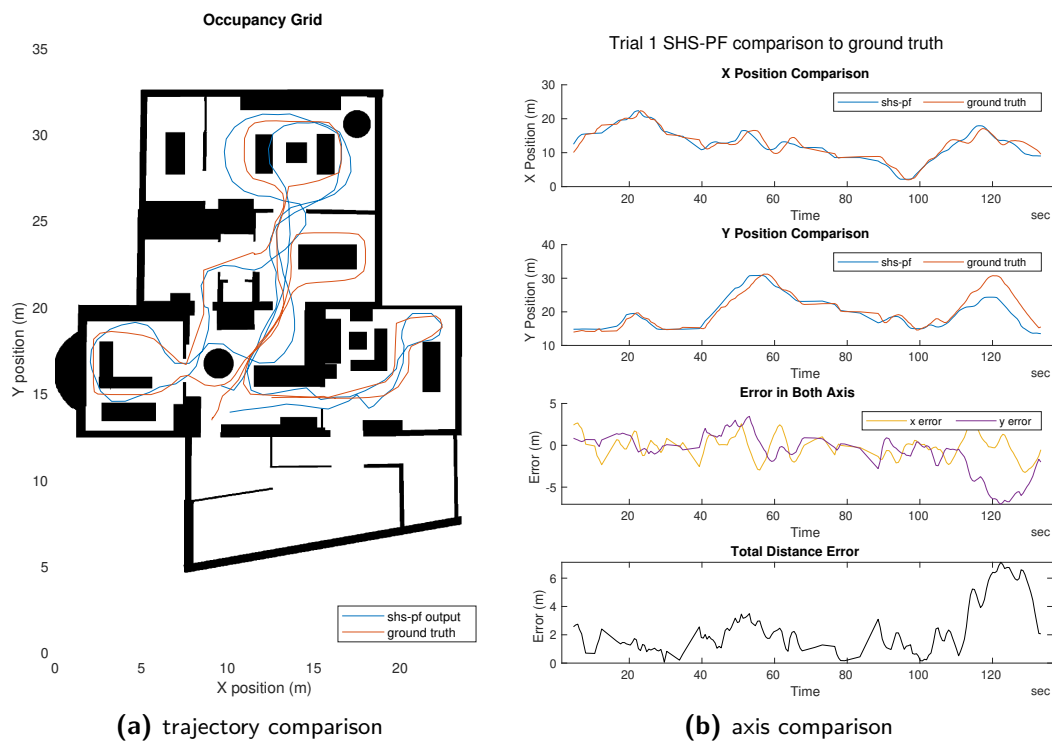 Occupancy Grid
35
30
25
20
15
10
5
0
Y position (m)
0 5 10 15 20
X position (m)
shs-pf output
ground truth
(a) trajectory comparison
Trial 1 SHS-PF comparison to ground truth
X Position Comparison
30
20
10
0
X Position (m)
shs-pf ground truth
20 40 60 80 100 120
Time sec
Y Position Comparison
40
30
20
10
Y Position (m)
shs-pf ground truth
20 40 60 80 100 120
Time sec
Error in Both Axis
5
0
-5
Error (m)
x error y error
20 40 60 80 100 120
Time sec
Total Distance Error
6
4
2
0
Error (m)
20 40 60 80 100 120
Time sec
(b) axis comparison